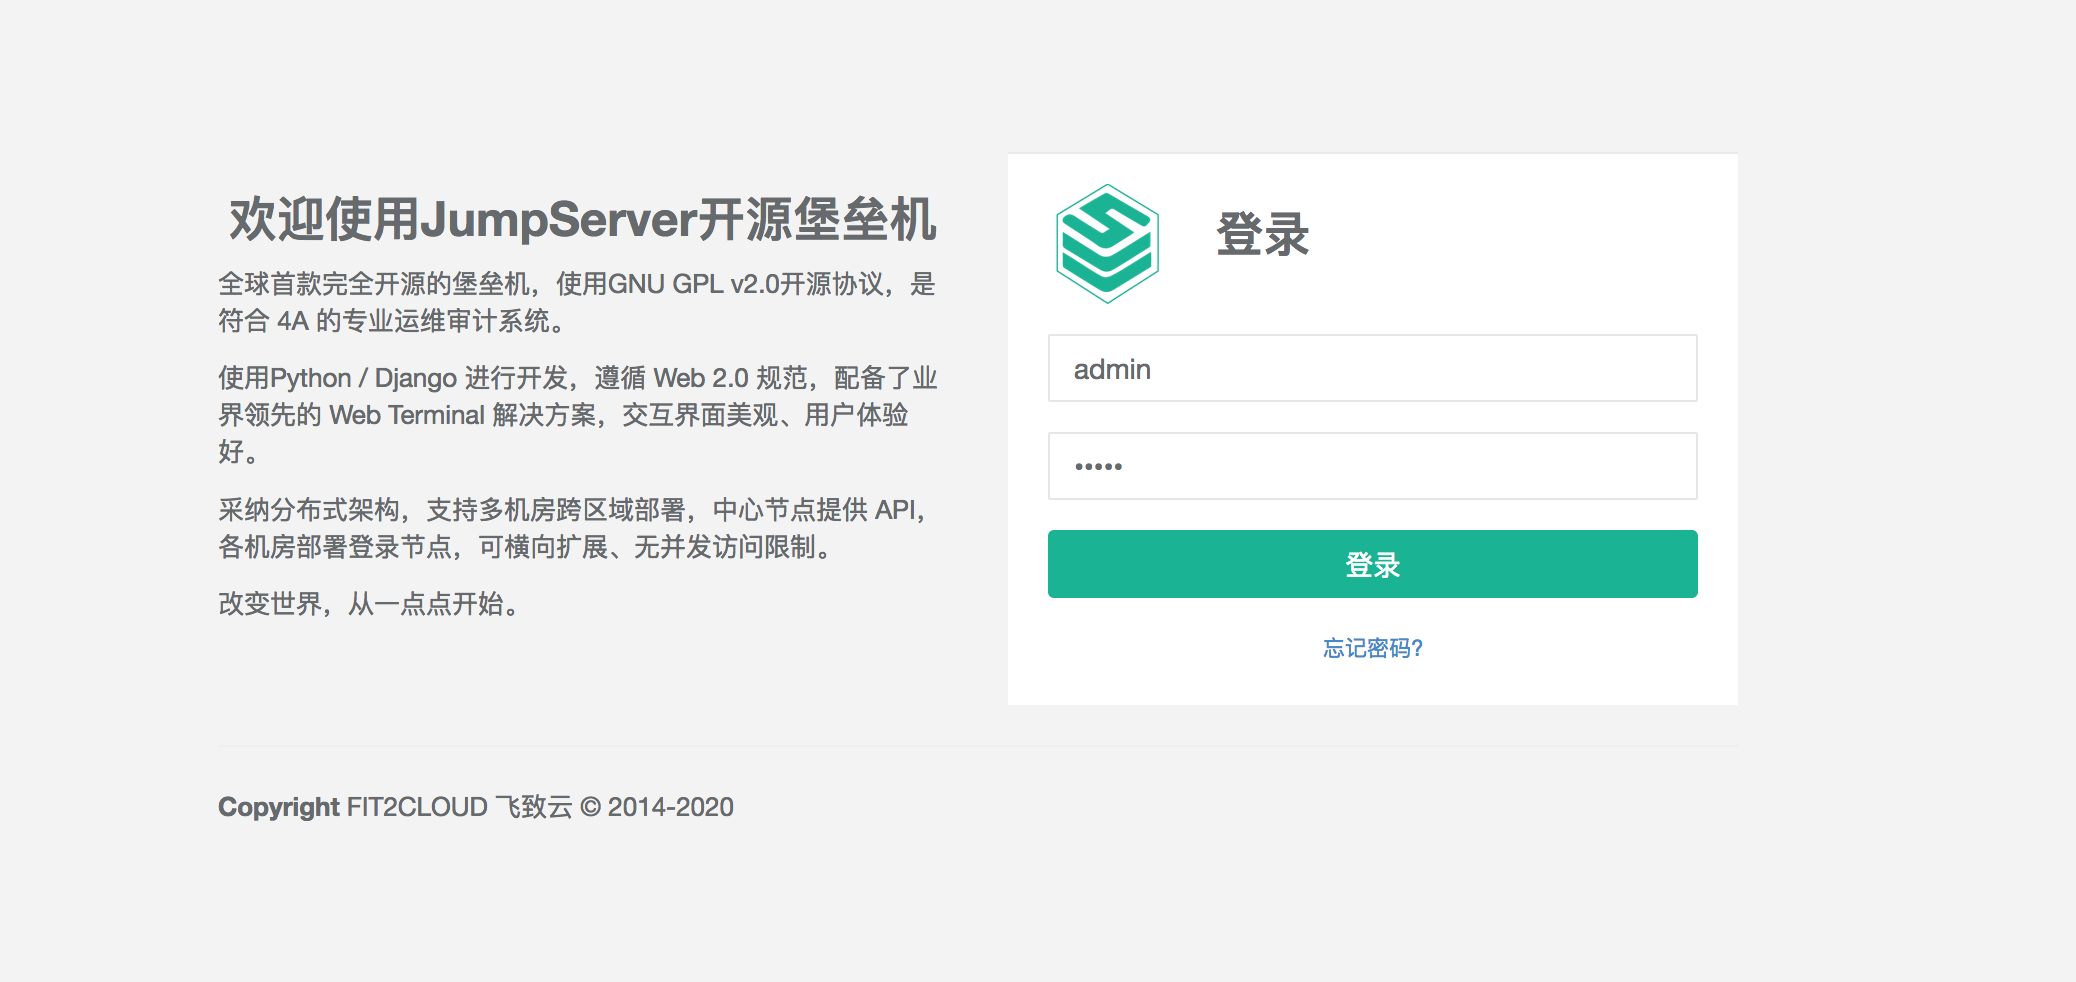 欢迎使用JumpServer开源堡垒机
全球首款完全开源的堡垒机，使用GNU GPL v2.0开源协议，是
符合 4A 的专业运维审计系统。
使用Python / Django 进行开发，遵循 Web 2.0 规范，配备了业
界领先的 Web Terminal 解决方案，交互界面美观、用户体验
好。
采纳分布式架构，支持多机房跨区域部署，中心节点提供 API，
各机房部署登录节点，可横向扩展、无并发访问限制。
改变世界，从一点点开始。
登录
admin
•••••
登录
忘记密码?
Copyright FIT2CLOUD 飞致云 © 2014-2020